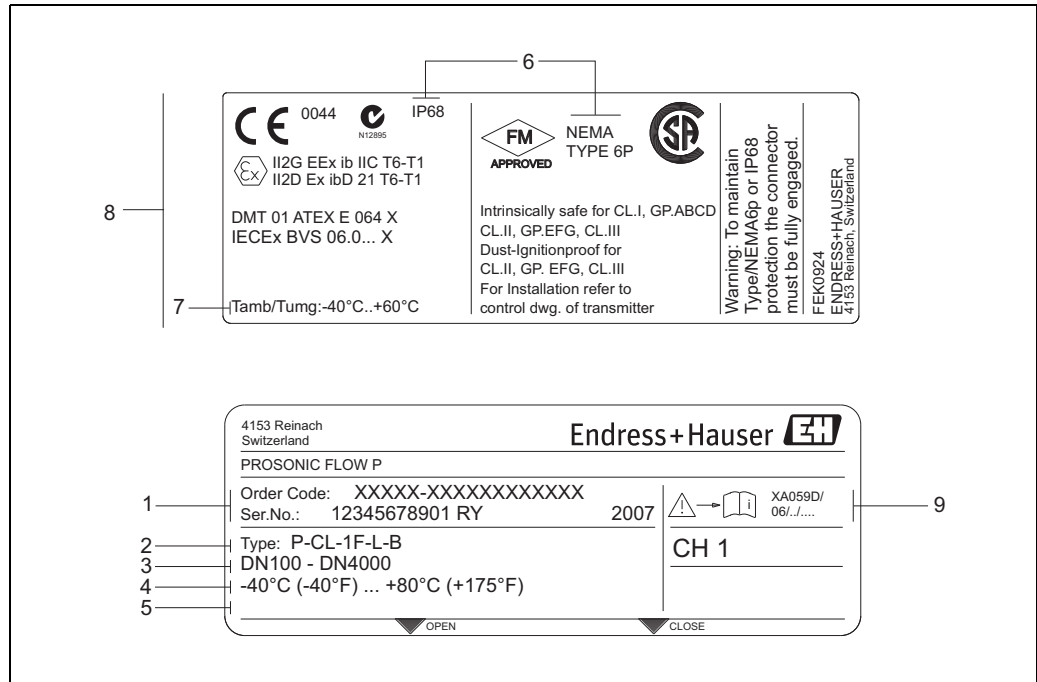 6
CE 0044
N12895
IP68
Ex
II2G EEx ib IIC T6-T1
II2D Ex ibD 21 T6-T1
DMT 01 ATEX E 064 X
IECEx BVS 06.0... X
Tamb/Tumg:-40°C..+60°C
8
7
FM
APPROVED
NEMA
TYPE 6P
CSA
Intrinsically safe for CL.I, GP.ABCD
CL.II, GP.EFG, CL.III
Dust-Ignitionproof for
CL.II, GP. EFG, CL.III
For Installation refer to
control dwg. of transmitter
Warning: To maintain
Type/NEMA6p or IP68
protection the connector
must be fully engaged.
FEK0924
ENDRESS+HAUSER
4153 Reinach, Switzerland
4153 Reinach
Switzerland
Endress+Hauser EH
PROSONIC FLOW P
1
Order Code: XXXXX-XXXXXXXXXXXX
Ser.No.: 12345678901 RY 2007
i
XA059D/
06/../....
9
2
Type: P-CL-1F-L-B
3
DN100 - DN4000
4
-40°C (-40°F) ... +80°C (+175°F)
5
CH 1
OPEN
CLOSE